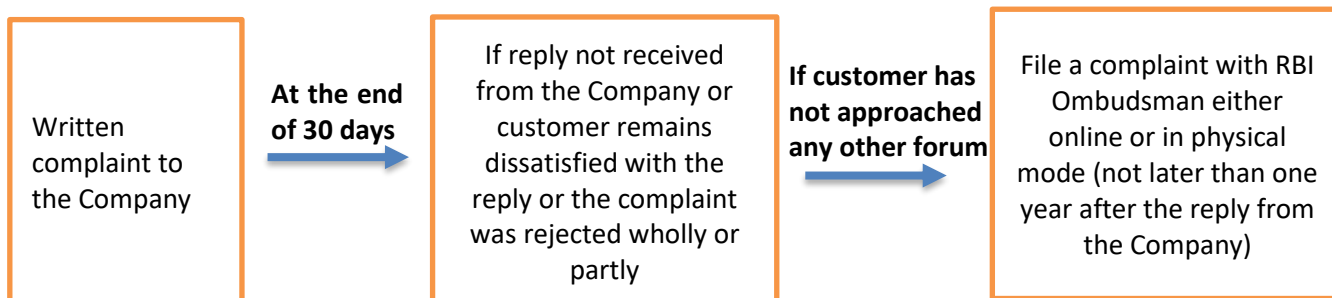 Written
complaint to
the Company
At the end
of 30 days
If reply not received
from the Company or
customer remains
dissatisfied with the
reply or the complaint
was rejected wholly or
partly
If customer has
not approached
any other forum
File a complaint with RBI
Ombudsman either
online or in physical
mode (not later than one
year after the reply from
the Company)